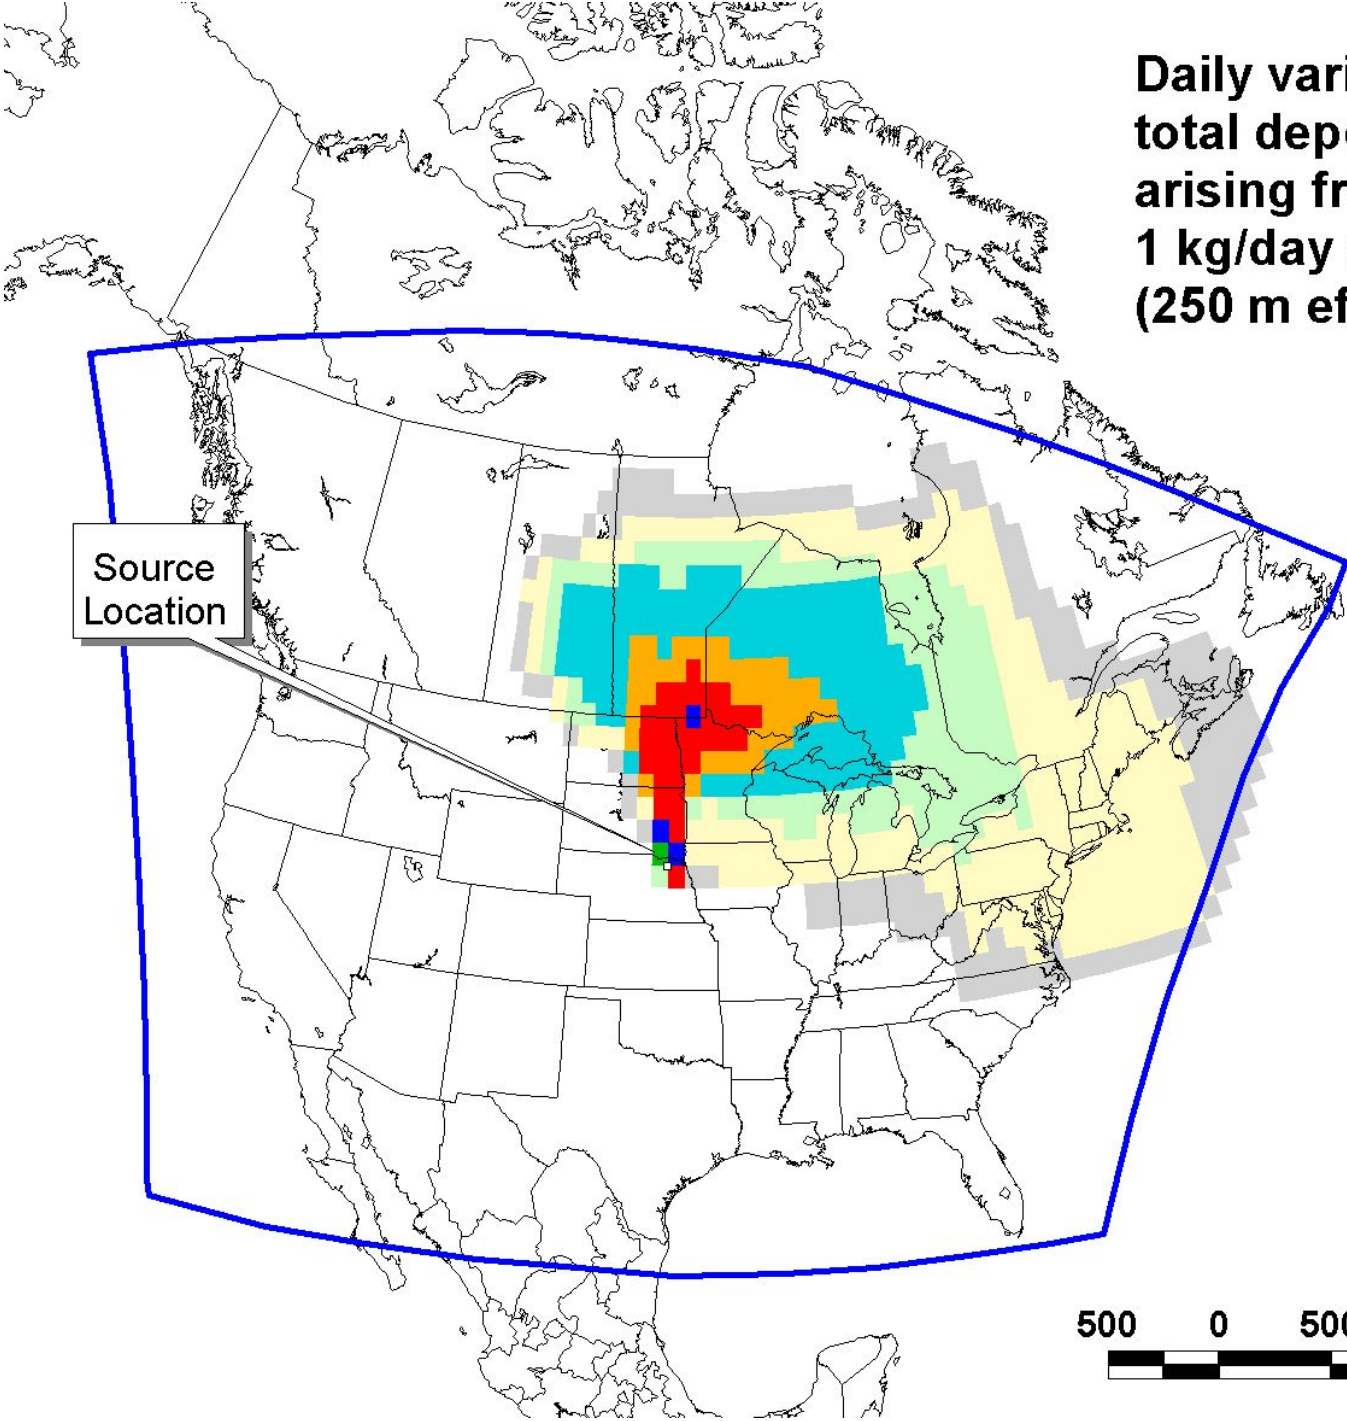 Daily vari
total depo
arising fr
1 kg/day
(250 m ef
Source
Location
500 0 500